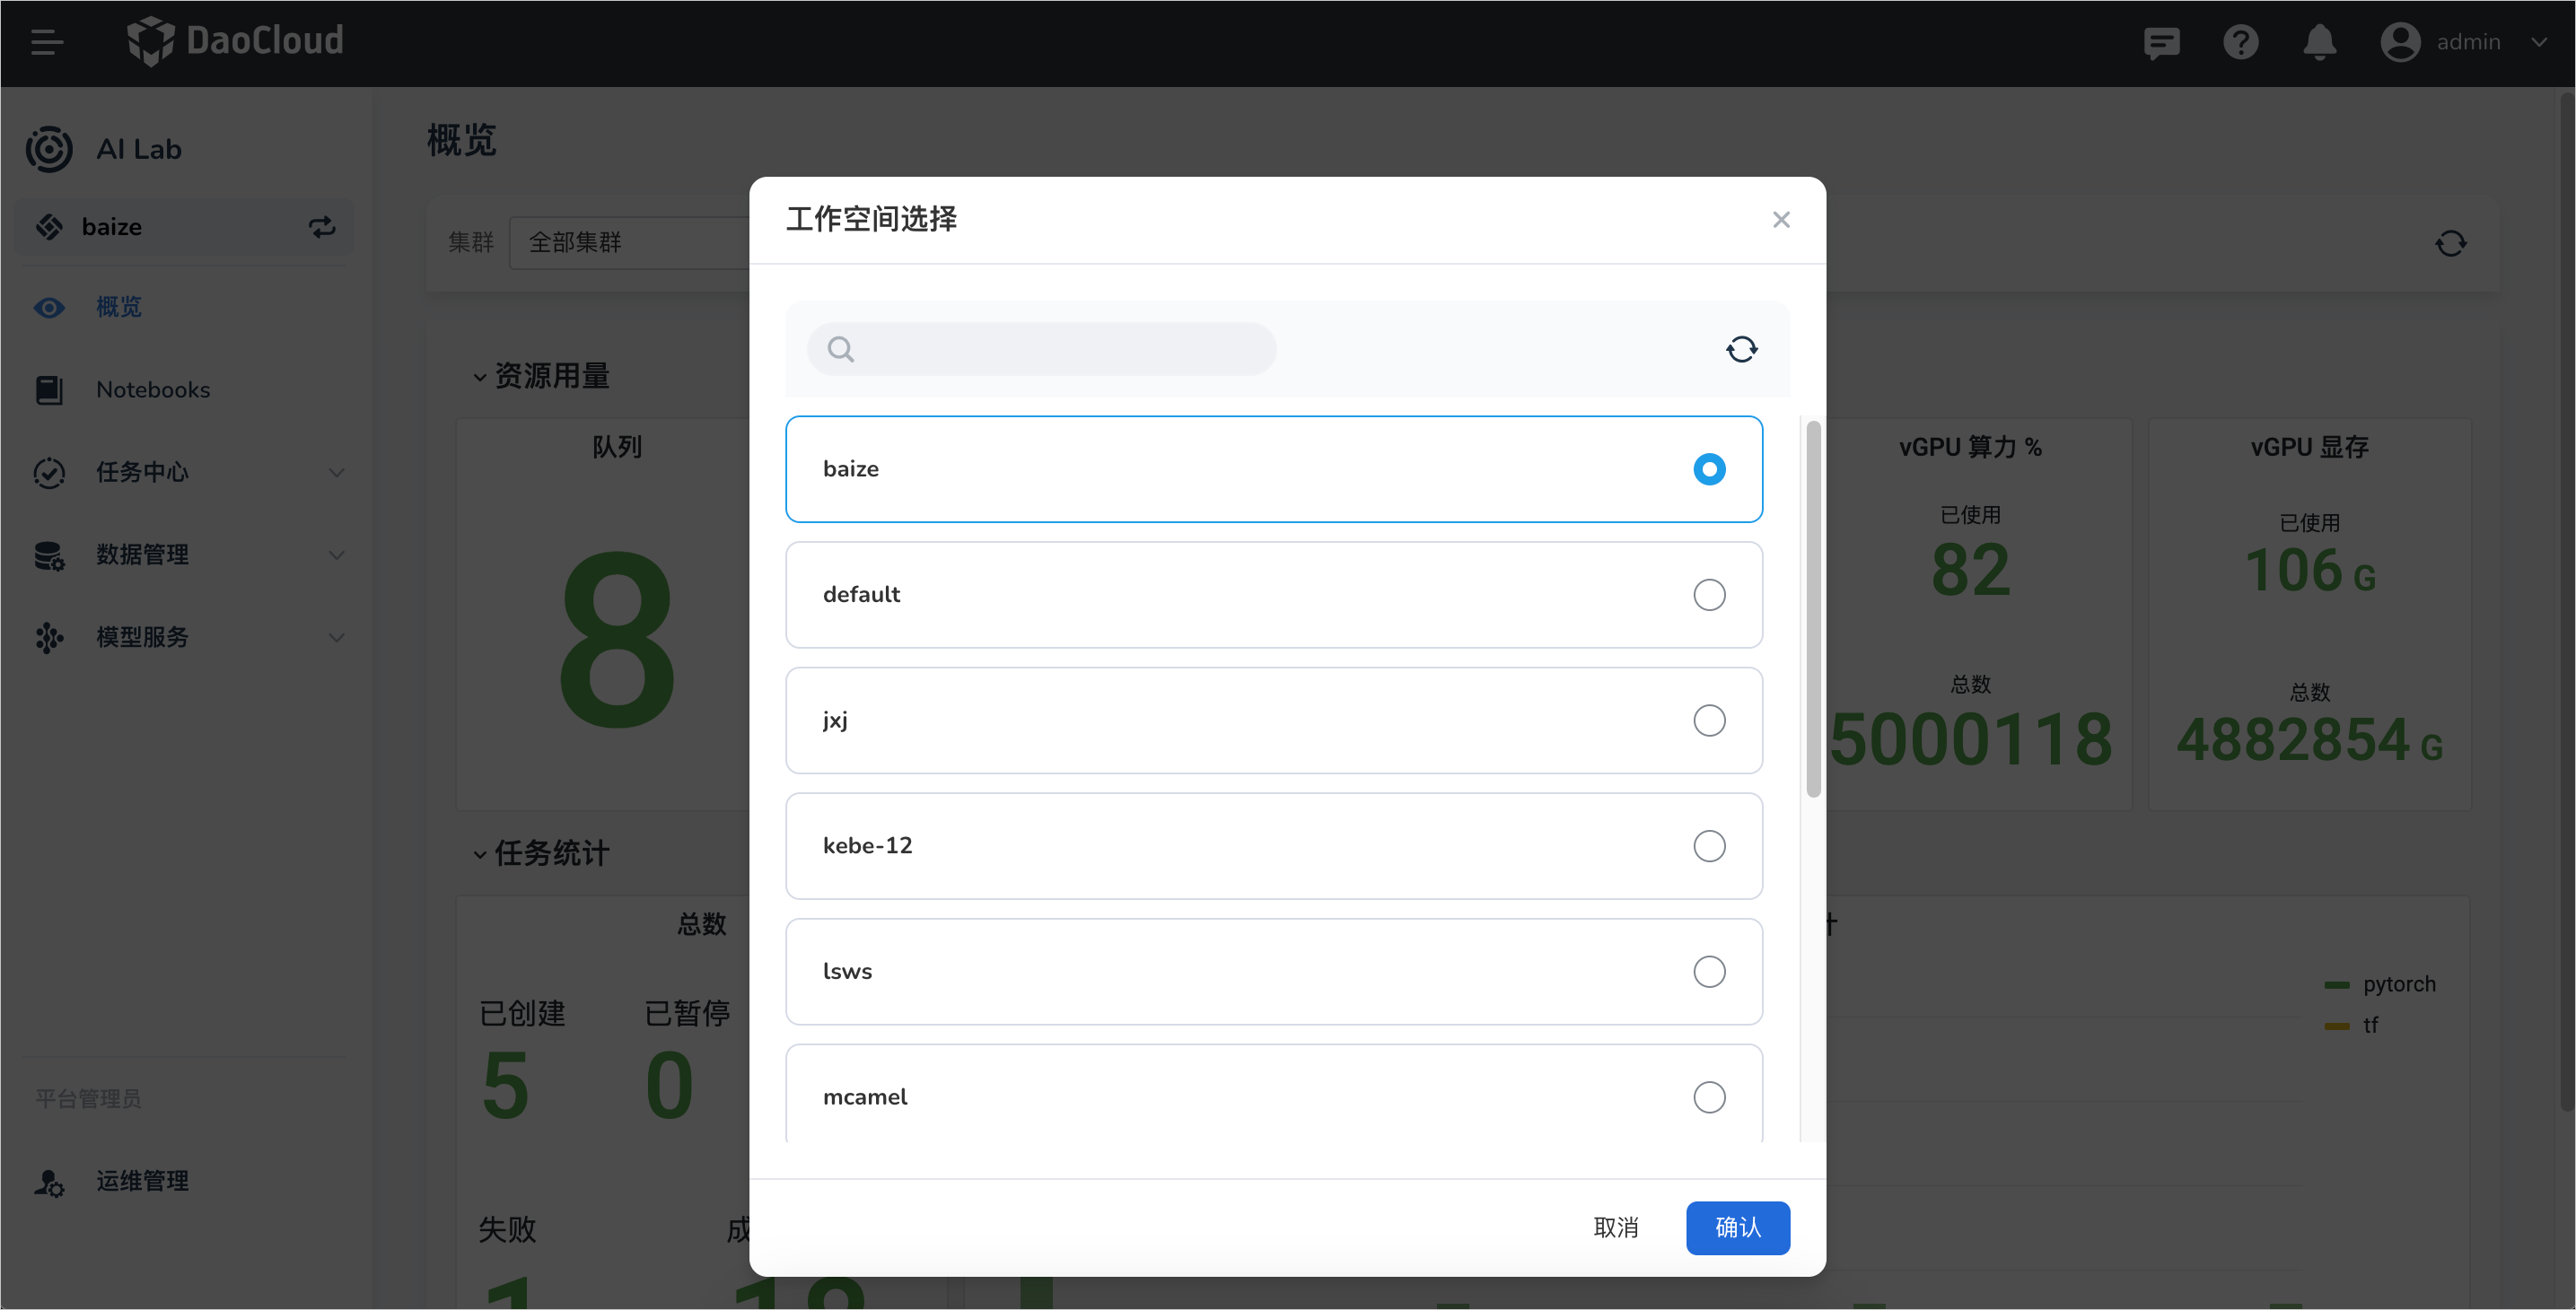 DaoCloud
admin
AI Lab
baize
概览
Notebooks
任务中心
数据管理
模型服务
平台管理员
运维管理
概览
集群
全部集群
资源用量
队列
8
vGPU 算力 %
已使用
82
总数
5000118
vGPU 显存
已使用
106 G
总数
4882854 G
任务统计
总数
已创建
已暂停
5
0
失败
pytorch
tf
工作空间选择
baize
default
jxj
kebe-12
lsws
mcamel
取消
确认